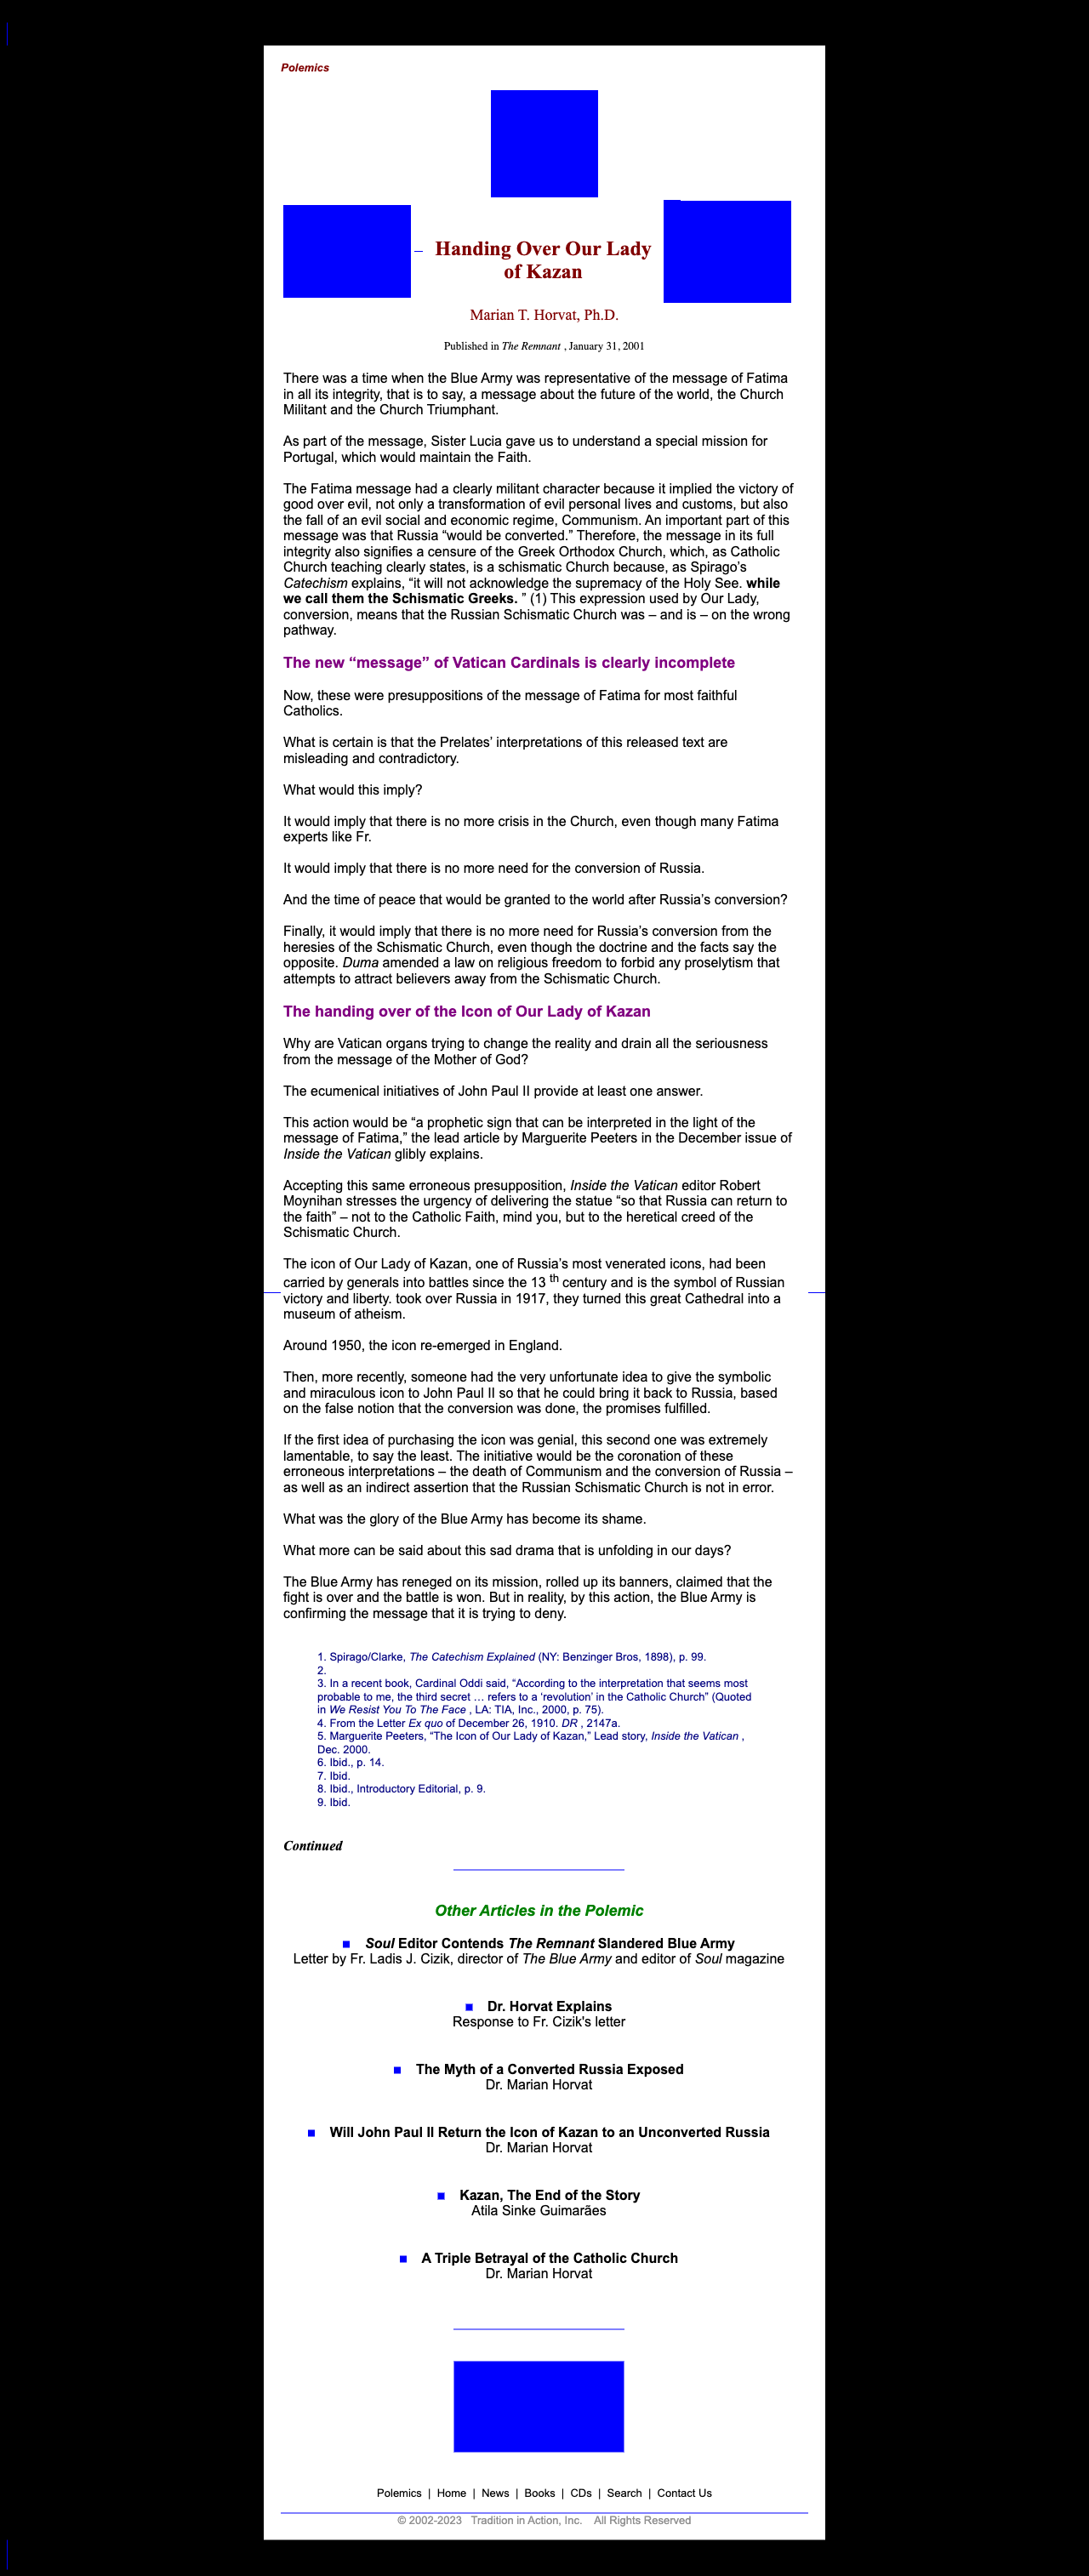 Polemics
Handing Over Our Lady
of Kazan
Marian T. Horvat, Ph.D.
Published in The Remnant , January 31, 2001
There was a time when the Blue Army was representative of the message of Fatima
in all its integrity, that is to say, a message about the future of the world, the Church
Militant and the Church Triumphant.
As part of the message, Sister Lucia gave us to understand a special mission for
Portugal, which would maintain the Faith.
The Fatima message had a clearly militant character because it implied the victory of
good over evil, not only a transformation of evil personal lives and customs, but also
the fall of an evil social and economic regime, Communism. An important part of this
message was that Russia “would be converted.” Therefore, the message in its full
integrity also signifies a censure of the Greek Orthodox Church, which, as Catholic
Church teaching clearly states, is a schismatic Church because, as Spirago’s
Catechism explains, “it will not acknowledge the supremacy of the Holy See. while
we call them the Schismatic Greeks. ” (1) This expression used by Our Lady,
conversion, means that the Russian Schismatic Church was – and is – on the wrong
pathway.
The new “message” of Vatican Cardinals is clearly incomplete
Now, these were presuppositions of the message of Fatima for most faithful
Catholics.
What is certain is that the Prelates’ interpretations of this released text are
misleading and contradictory.
What would this imply?
It would imply that there is no more crisis in the Church, even though many Fatima
experts like Fr.
It would imply that there is no more need for the conversion of Russia.
And the time of peace that would be granted to the world after Russia’s conversion?
Finally, it would imply that there is no more need for Russia’s conversion from the
heresies of the Schismatic Church, even though the doctrine and the facts say the
opposite. Duma amended a law on religious freedom to forbid any proselytism that
attempts to attract believers away from the Schismatic Church.
The handing over of the Icon of Our Lady of Kazan
Why are Vatican organs trying to change the reality and drain all the seriousness
from the message of the Mother of God?
The ecumenical initiatives of John Paul II provide at least one answer.
This action would be “a prophetic sign that can be interpreted in the light of the
message of Fatima,” the lead article by Marguerite Peeters in the December issue of
Inside the Vatican glibly explains.
Accepting this same erroneous presupposition, Inside the Vatican editor Robert
Moynihan stresses the urgency of delivering the statue “so that Russia can return to
the faith” – not to the Catholic Faith, mind you, but to the heretical creed of the
Schismatic Church.
The icon of Our Lady of Kazan, one of Russia’s most venerated icons, had been
carried by generals into battles since the 13 th century and is the symbol of Russian
victory and liberty. took over Russia in 1917, they turned this great Cathedral into a
museum of atheism.
Around 1950, the icon re-emerged in England.
Then, more recently, someone had the very unfortunate idea to give the symbolic
and miraculous icon to John Paul II so that he could bring it back to Russia, based
on the false notion that the conversion was done, the promises fulfilled.
If the first idea of purchasing the icon was genial, this second one was extremely
lamentable, to say the least. The initiative would be the coronation of these
erroneous interpretations – the death of Communism and the conversion of Russia –
as well as an indirect assertion that the Russian Schismatic Church is not in error.
What was the glory of the Blue Army has become its shame.
What more can be said about this sad drama that is unfolding in our days?
The Blue Army has reneged on its mission, rolled up its banners, claimed that the
fight is over and the battle is won. But in reality, by this action, the Blue Army is
confirming the message that it is trying to deny.
1. Spirago/Clarke, The Catechism Explained (NY: Benzinger Bros, 1898), p. 99.
2.
3. In a recent book, Cardinal Oddi said, “According to the interpretation that seems most
probable to me, the third secret … refers to a ‘revolution’ in the Catholic Church” (Quoted
in We Resist You To The Face , LA: TIA, Inc., 2000, p. 75).
4. From the Letter Ex quo of December 26, 1910. DR , 2147a.
5. Marguerite Peeters, “The Icon of Our Lady of Kazan,” Lead story, Inside the Vatican ,
Dec. 2000.
6. Ibid., p. 14.
7. Ibid.
8. Ibid., Introductory Editorial, p. 9.
9. Ibid.
Continued
Other Articles in the Polemic
Soul Editor Contends The Remnant Slandered Blue Army
Letter by Fr. Ladis J. Cizik, director of The Blue Army and editor of Soul magazine
Dr. Horvat Explains
Response to Fr. Cizik's letter
The Myth of a Converted Russia Exposed
Dr. Marian Horvat
Will John Paul II Return the Icon of Kazan to an Unconverted Russia
Dr. Marian Horvat
Kazan, The End of the Story
Atila Sinke Guimarães
A Triple Betrayal of the Catholic Church
Dr. Marian Horvat
Polemics | Home | News | Books | CDs | Search | Contact Us
© 2002-2023 Tradition in Action, Inc. All Rights Reserved